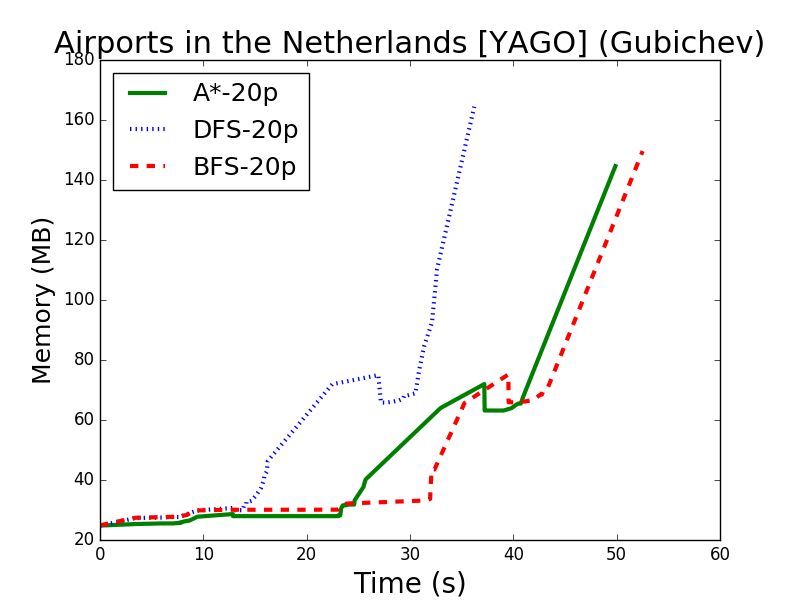 Airports in the Netherlands [YAGO] (Gubichev)
180
160
140
120
100
80
60
40
20
Memory (MB)
A*-20p
DFS-20p
BFS-20p
0 10 20 30 40 50 60
Time (s)